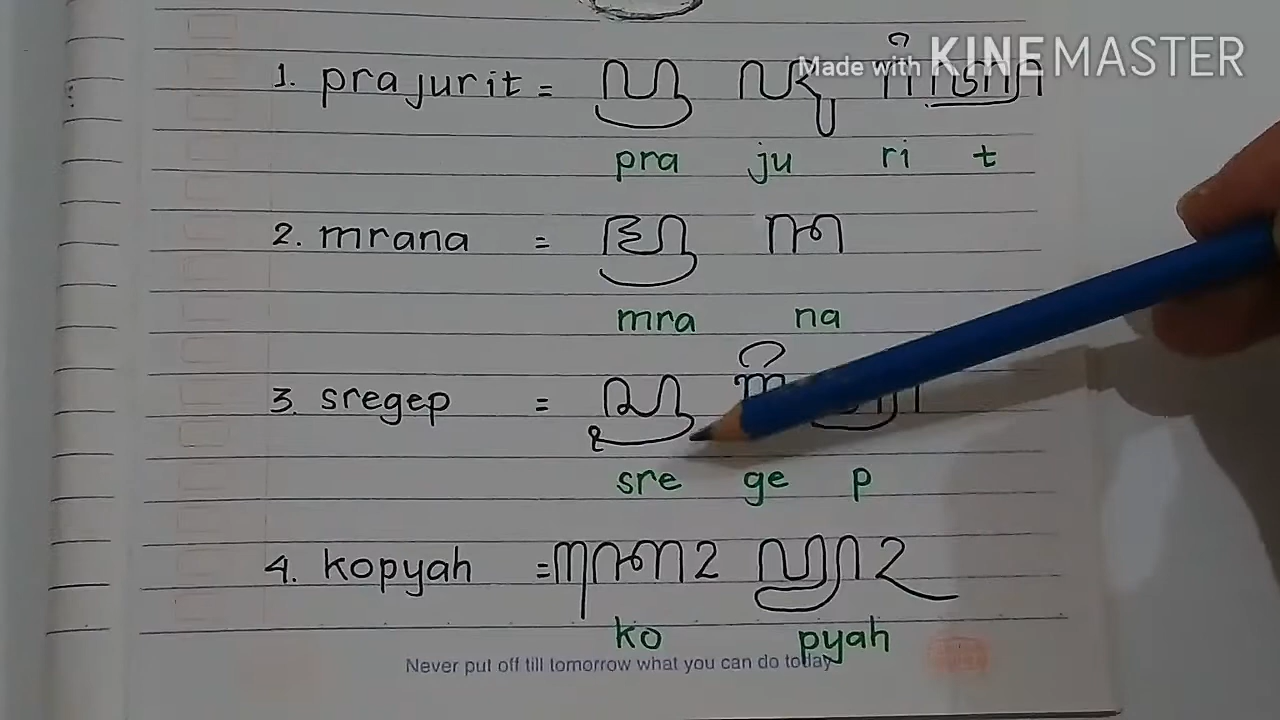 Made with KINEMASTER
1. prajurit = ꦥꦿ ꦗꦸ ꦫꦶꦠ꧀
pra ju ri t
2. mrana = ꦩꦿ ꦤ
mra na
3. sregep = ꦱꦽ ꦒꦼ
sre ge p
4. kopyah = ꦏꦺꦴ ꦥꦾꦃ
ko pyah
Never put off till tomorrow what you can do today